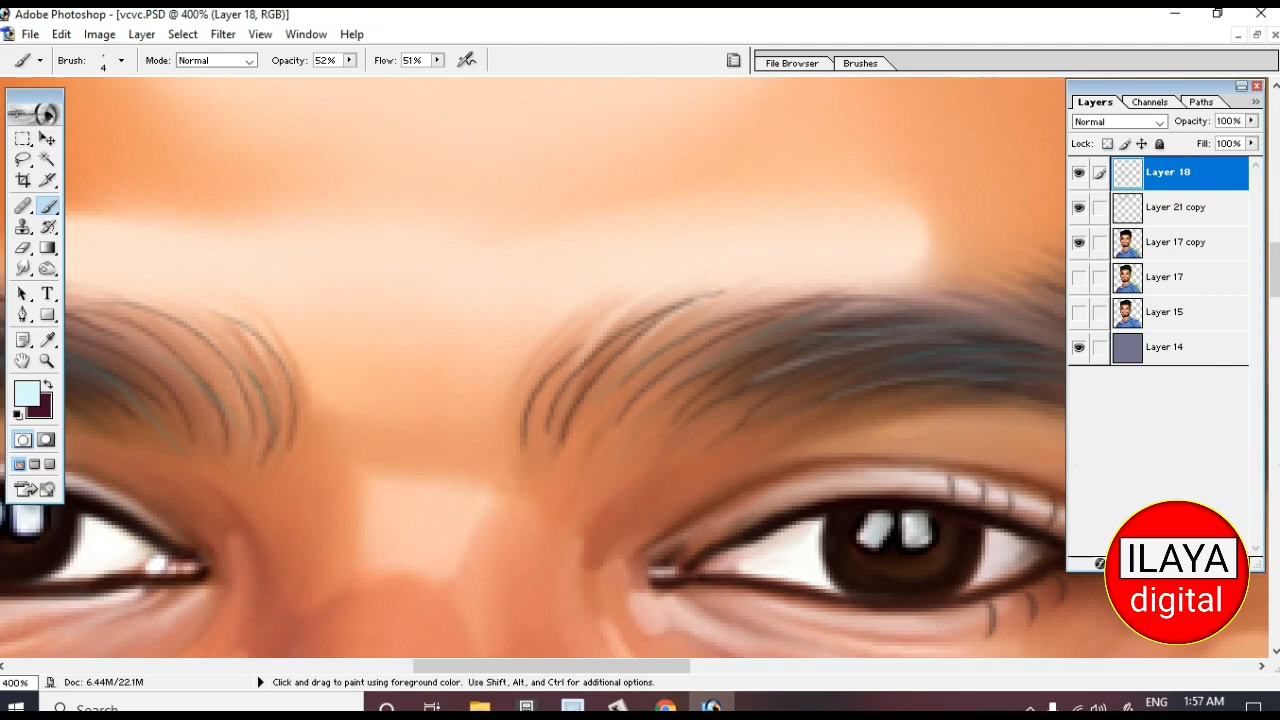 Adobe Photoshop - [vcvc.PSD @ 400% (Layer 18, RGB)]
File Edit Image Layer Select Filter View Window Help
Brush: 4 Mode: Normal Opacity: 52% Flow: 51% File Browser Brushes
Layers Channels Paths
Normal Opacity: 100%
Lock: Fill: 100%
Layer 18
Layer 21 copy
Layer 17 copy
Layer 17
Layer 15
Layer 14
ILAYA
digital
400% Doc: 6.44M/22.1M Click and drag to paint using foreground color. Use Shift, Alt, and Ctrl for additional options.
Search ENG 1:57 AM